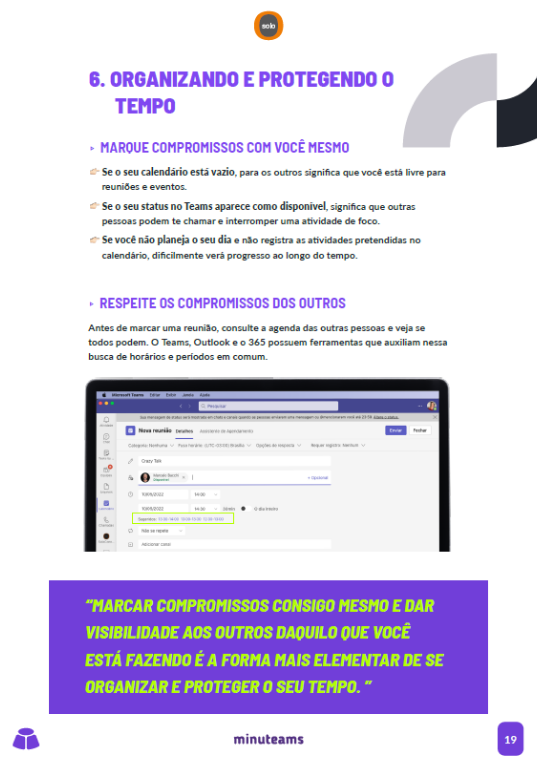 solo
6. ORGANIZANDO E PROTEGENDO O
TEMPO
MARQUE COMPROMISSOS COM VOCÊ MESMO
Se o seu calendário está vazio, para os outros significa que você está livre para
reuniões e eventos.
Se o seu status no Teams aparece como disponível, significa que outras
pessoas podem te chamar e interromper uma atividade de foco.
Se você não planeja o seu dia e não registra as atividades pretendidas no
calendário, dificilmente verá progresso ao longo do tempo.
RESPEITE OS COMPROMISSOS DOS OUTROS
Antes de marcar uma reunião, consulte a agenda das outras pessoas e veja se
todos podem. O Teams, Outlook e o 365 possuem ferramentas que auxiliam nessa
busca de horários e períodos em comum.
Microsoft Teams Editar Exibir Janela Ajuda
Pesquisar
Nova reunião Detalhes Assistente de Agendamento Enviar Fechar
Categoria: Nenhuma Fuso horário: (UTC-03:00) Brasília Opções de resposta Requer registro: Nenhum
Crazy Talk
Disponível + Opcional
10/05/2022 14:00
10/05/2022 14:30 30min O dia inteiro
Não se repete
Adicionar canal
“MARCAR COMPROMISSOS CONSIGO MESMO E DAR
VISIBILIDADE AOS OUTROS DAQUILO QUE VOCÊ
ESTÁ FAZENDO É A FORMA MAIS ELEMENTAR DE SE
ORGANIZAR E PROTEGER O SEU TEMPO. ”
minuteams
19